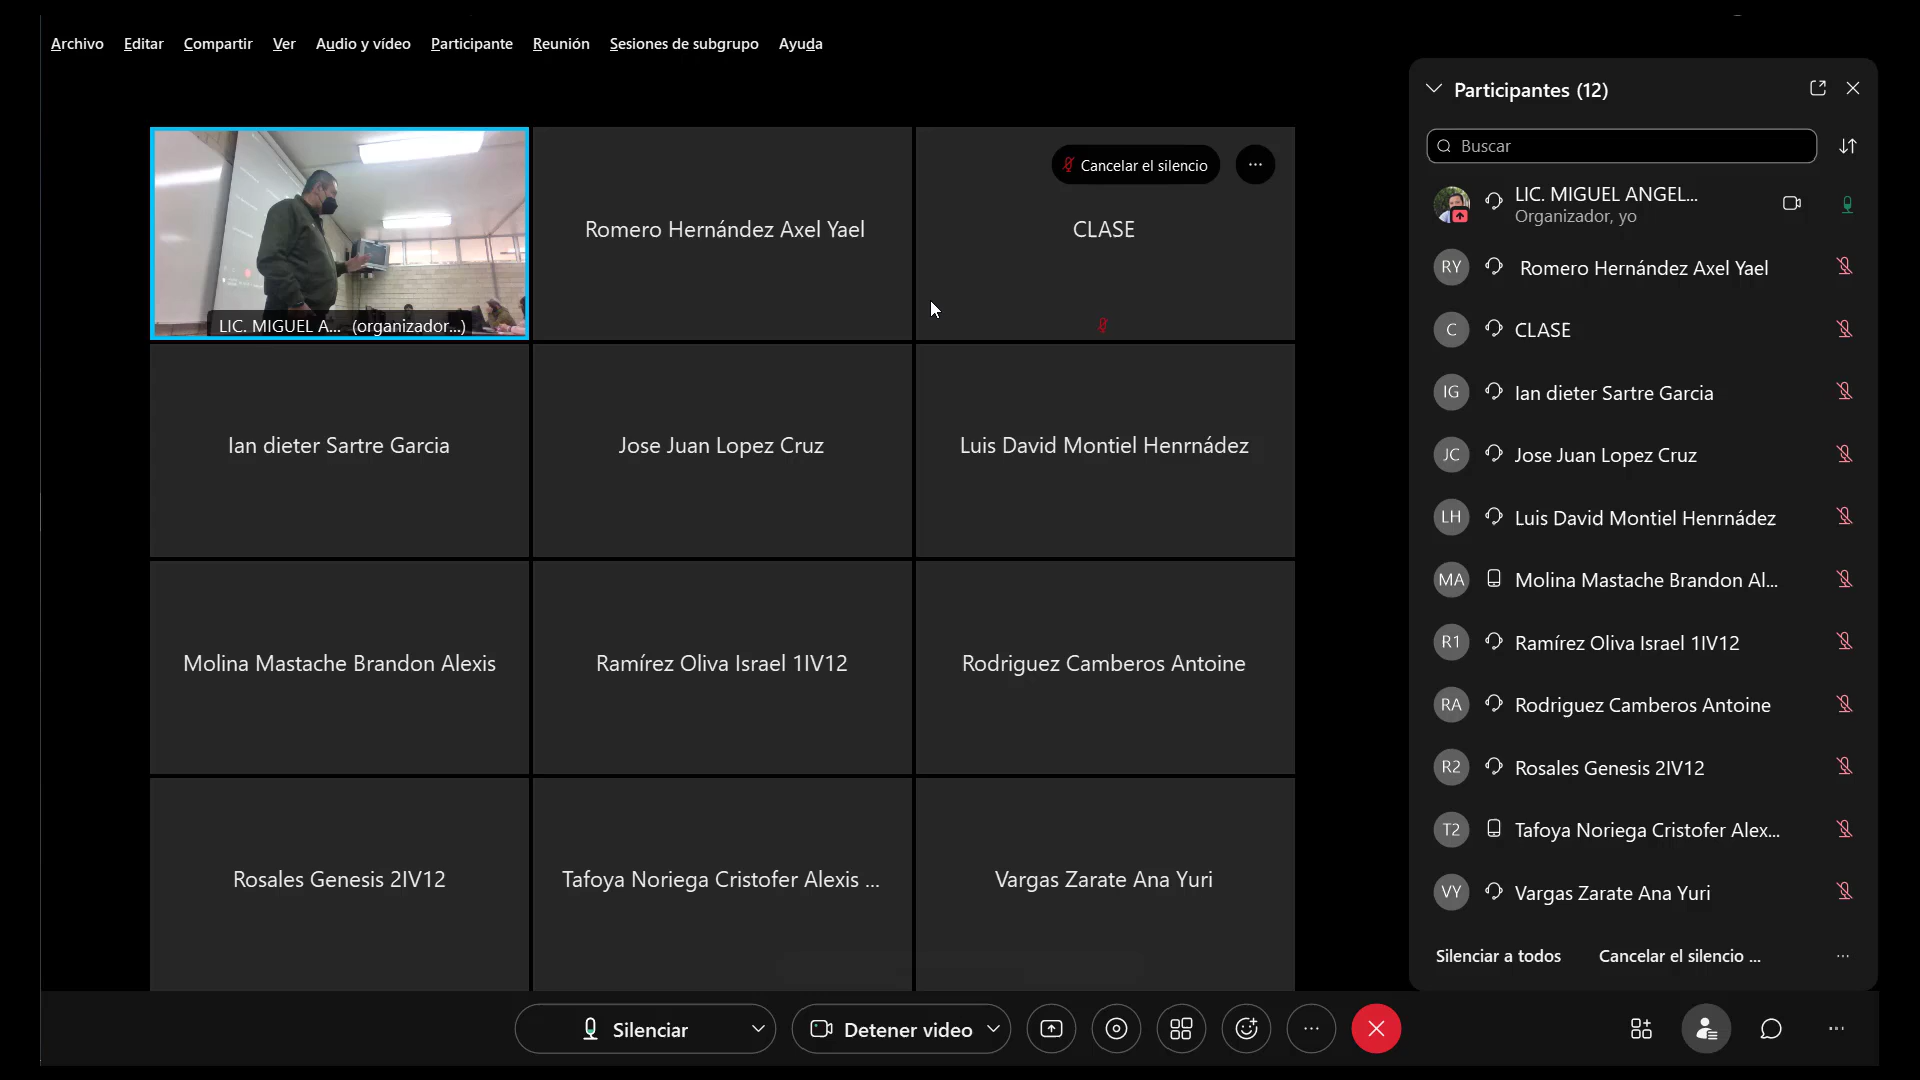 Archivo Editar Compartir Ver Audio y vídeo Participante Reunión Sesiones de subgrupo Ayuda
LIC. MIGUEL A... (organizador...)
Romero Hernández Axel Yael
Cancelar el silencio
CLASE
Ian dieter Sartre Garcia
Jose Juan Lopez Cruz
Luis David Montiel Henrnádez
Molina Mastache Brandon Alexis
Ramírez Oliva Israel 1IV12
Rodriguez Camberos Antoine
Rosales Genesis 2IV12
Tafoya Noriega Cristofer Alexis ...
Vargas Zarate Ana Yuri
Participantes (12)
Buscar
LIC. MIGUEL ANGEL...
Organizador, yo
RY Romero Hernández Axel Yael
C CLASE
IG Ian dieter Sartre Garcia
JC Jose Juan Lopez Cruz
LH Luis David Montiel Henrnádez
MA Molina Mastache Brandon Al...
R1 Ramírez Oliva Israel 1IV12
RA Rodriguez Camberos Antoine
R2 Rosales Genesis 2IV12
T2 Tafoya Noriega Cristofer Alex...
VY Vargas Zarate Ana Yuri
Silenciar a todos Cancelar el silencio ...
Silenciar Detener video